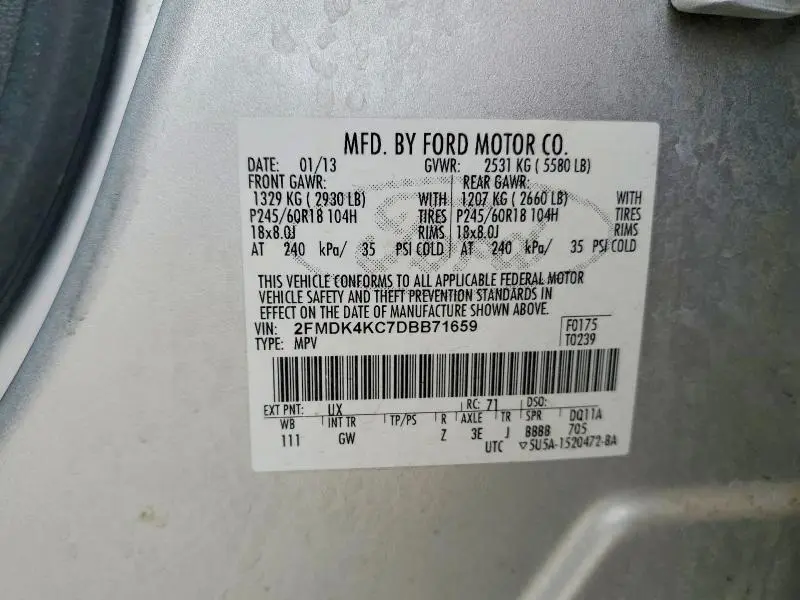 MFD. BY FORD MOTOR CO.
DATE: 01/13 GVWR: 2531 KG ( 5580 LB)
FRONT GAWR: REAR GAWR:
1329 KG ( 2930 LB) WITH 1207 KG ( 2660 LB) WITH
P245/60R18 104H TIRES P245/60R18 104H TIRES
18x8.0J RIMS 18x8.0J RIMS
AT 240 kPa/ 35 PSI COLD AT 240 kPa/ 35 PSI COLD
Ford
THIS VEHICLE CONFORMS TO ALL APPLICABLE FEDERAL MOTOR
VEHICLE SAFETY AND THEFT PREVENTION STANDARDS IN
EFFECT ON THE DATE OF MANUFACTURE SHOWN ABOVE.
VIN: 2FMDK4KC7DBB71659 F0175
TYPE: MPV T0239
EXT PNT: UX RC: 71 DSO:
WB INT TR TP/PS R AXLE TR SPR DQ11A
111 GW Z 3E J BBBB 705
UTC ▽5U5A-1520472-BA